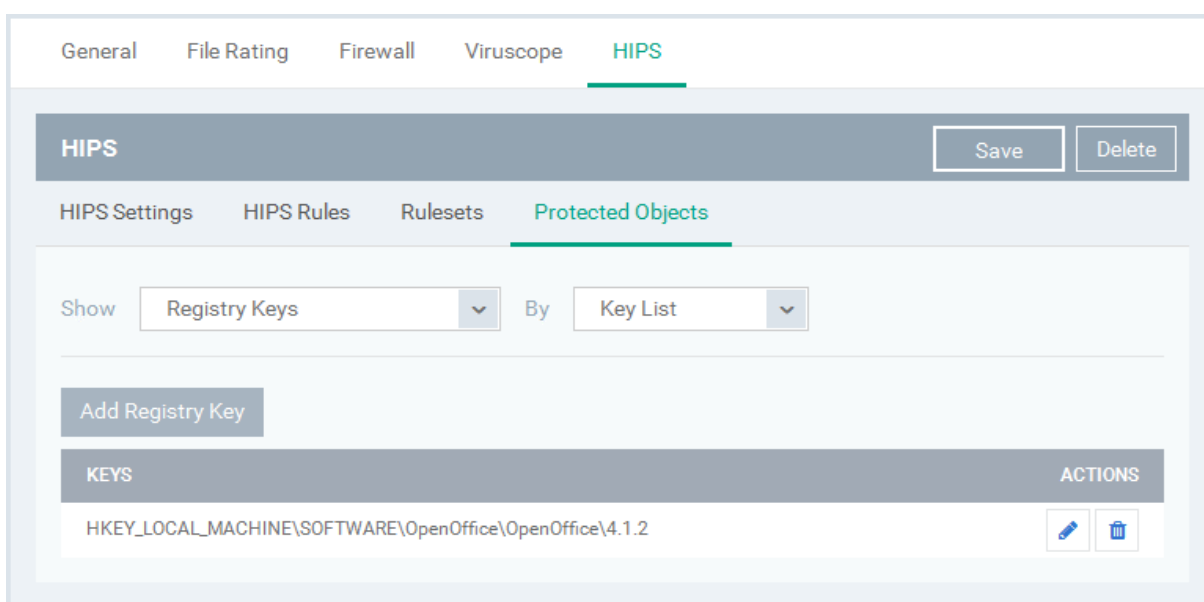 General File Rating Firewall Viruscope HIPS
HIPS Save Delete
HIPS Settings HIPS Rules Rulesets Protected Objects
Show Registry Keys By Key List
Add Registry Key
KEYS ACTIONS
HKEY_LOCAL_MACHINE\SOFTWARE\OpenOffice\OpenOffice\4.1.2